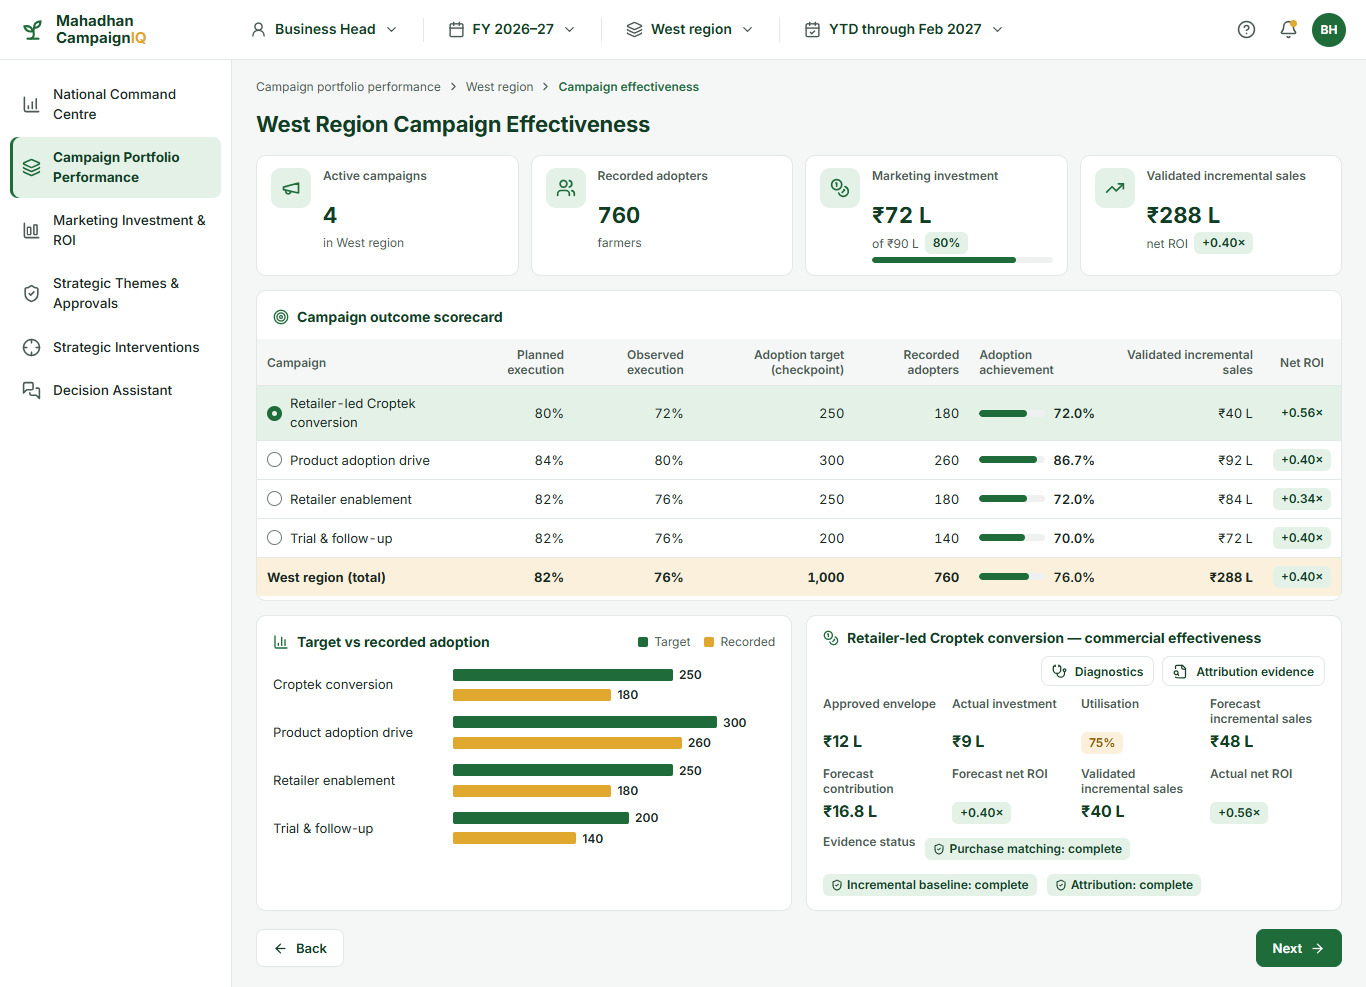 Mahadhan
CampaignIQ
Business Head
FY 2026–27
West region
YTD through Feb 2027
BH
National Command
Centre
Campaign Portfolio
Performance
Marketing Investment &
ROI
Strategic Themes &
Approvals
Strategic Interventions
Decision Assistant
Campaign portfolio performance > West region > Campaign effectiveness
West Region Campaign Effectiveness
Active campaigns
4
in West region
Recorded adopters
760
farmers
Marketing investment
₹72 L
of ₹90 L 80%
Validated incremental sales
₹288 L
net ROI +0.40×
Campaign outcome scorecard
Campaign
Planned
execution
Observed
execution
Adoption target
(checkpoint)
Recorded
adopters
Adoption
achievement
Validated incremental
sales
Net ROI
Retailer-led Croptek
conversion
80% 72% 250 180 72.0% ₹40 L +0.56×
Product adoption drive 84% 80% 300 260 86.7% ₹92 L +0.40×
Retailer enablement 82% 76% 250 180 72.0% ₹84 L +0.34×
Trial & follow-up 82% 76% 200 140 70.0% ₹72 L +0.40×
West region (total) 82% 76% 1,000 760 76.0% ₹288 L +0.40×
Target vs recorded adoption
Target Recorded
Croptek conversion
250
180
Product adoption drive
300
260
Retailer enablement
250
180
Trial & follow-up
200
140
Retailer-led Croptek conversion — commercial effectiveness
Diagnostics
Attribution evidence
Approved envelope
₹12 L
Actual investment
₹9 L
Utilisation
75%
Forecast
incremental sales
₹48 L
Forecast
contribution
₹16.8 L
Forecast net ROI
+0.40×
Validated
incremental sales
₹40 L
Actual net ROI
+0.56×
Evidence status
Purchase matching: complete
Incremental baseline: complete
Attribution: complete
Back
Next